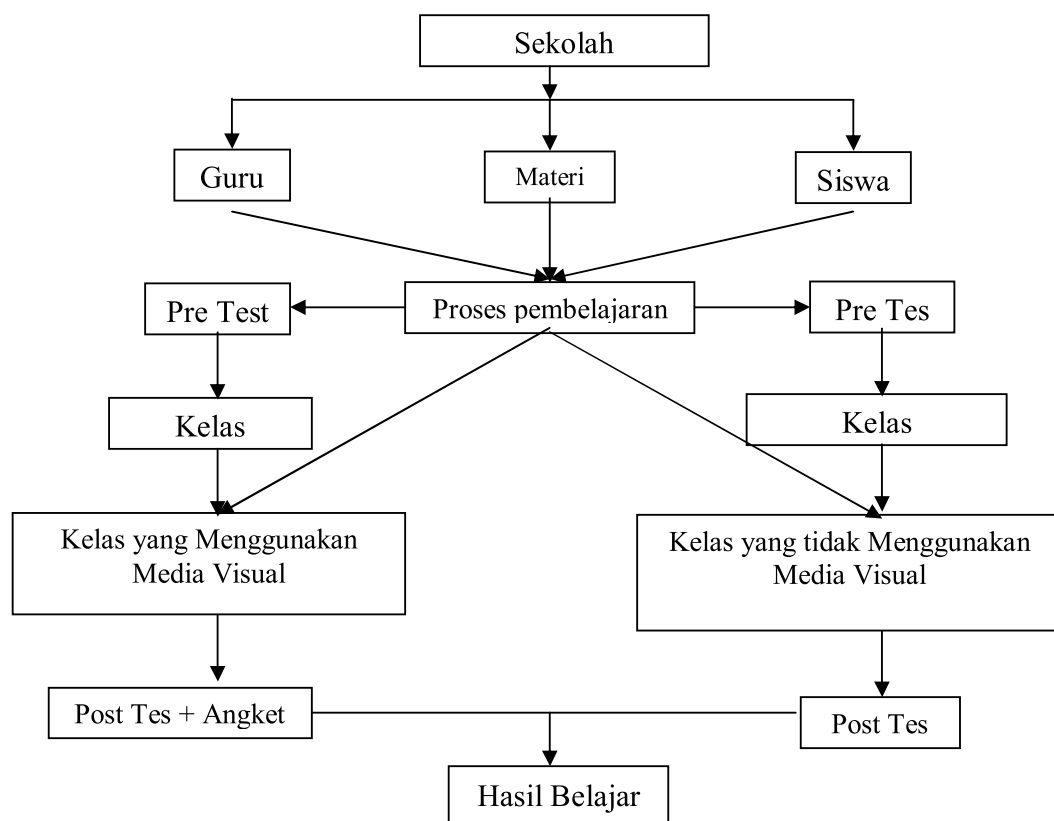 Sekolah
Guru
Materi
Siswa
Pre Test
Proses pembelajaran
Pre Tes
Kelas
Kelas
Kelas yang Menggunakan
Media Visual
Kelas yang tidak Menggunakan
Media Visual
Post Tes + Angket
Post Tes
Hasil Belajar